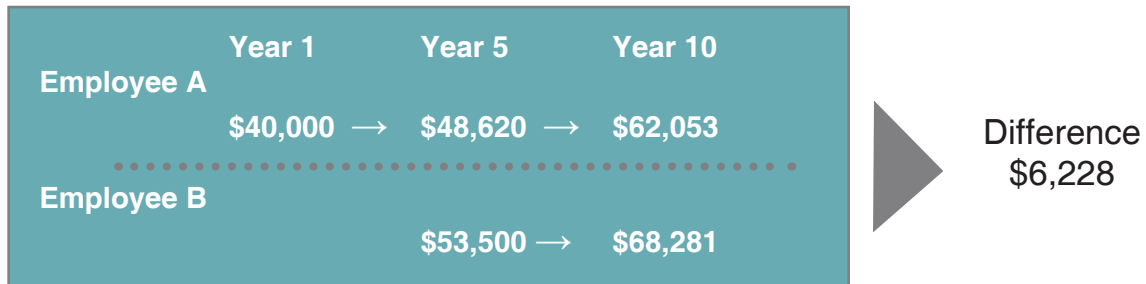 Year 1 Year 5 Year 10
Employee A
$40,000 → $48,620 → $62,053
Employee B
$53,500 → $68,281
Difference
$6,228